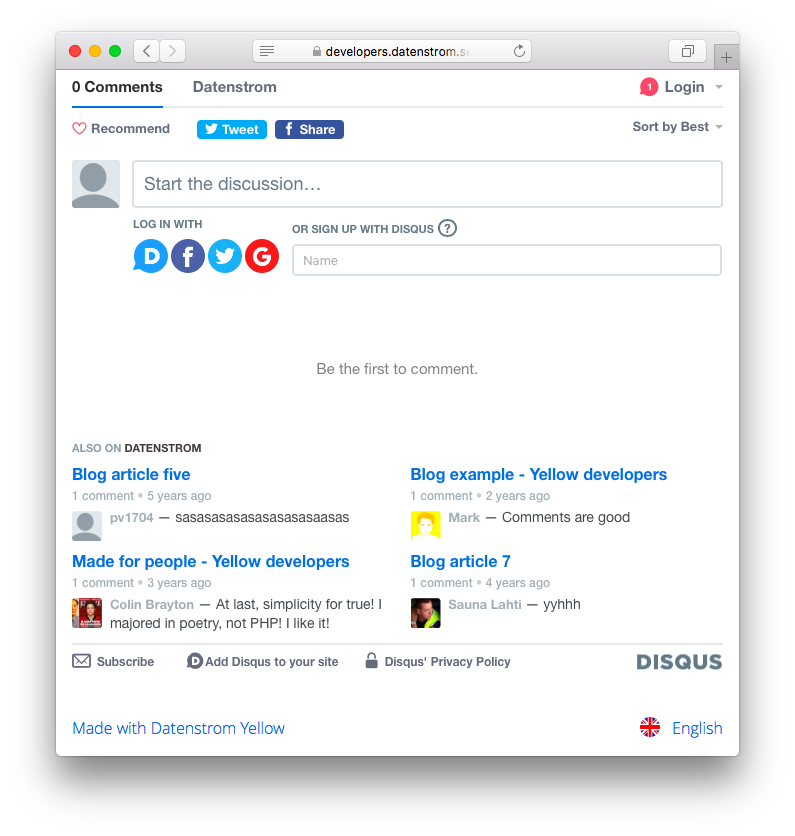 developers.datenstrom.se
0 Comments Datenstrom 1 Login
Recommend Tweet f Share Sort by Best
Start the discussion…
LOG IN WITH OR SIGN UP WITH DISQUS ?
D f G Name
Be the first to comment.
ALSO ON DATENSTROM
Blog article five
1 comment • 5 years ago
pv1704 — sasasasasasasasasasaasas
Blog example - Yellow developers
1 comment • 2 years ago
Mark — Comments are good
Made for people - Yellow developers
1 comment • 3 years ago
Colin Brayton — At last, simplicity for true! I
majored in poetry, not PHP! I like it!
Blog article 7
1 comment • 4 years ago
Sauna Lahti — yyhhh
Subscribe D Add Disqus to your site Disqus' Privacy Policy DISQUS
Made with Datenstrom Yellow English